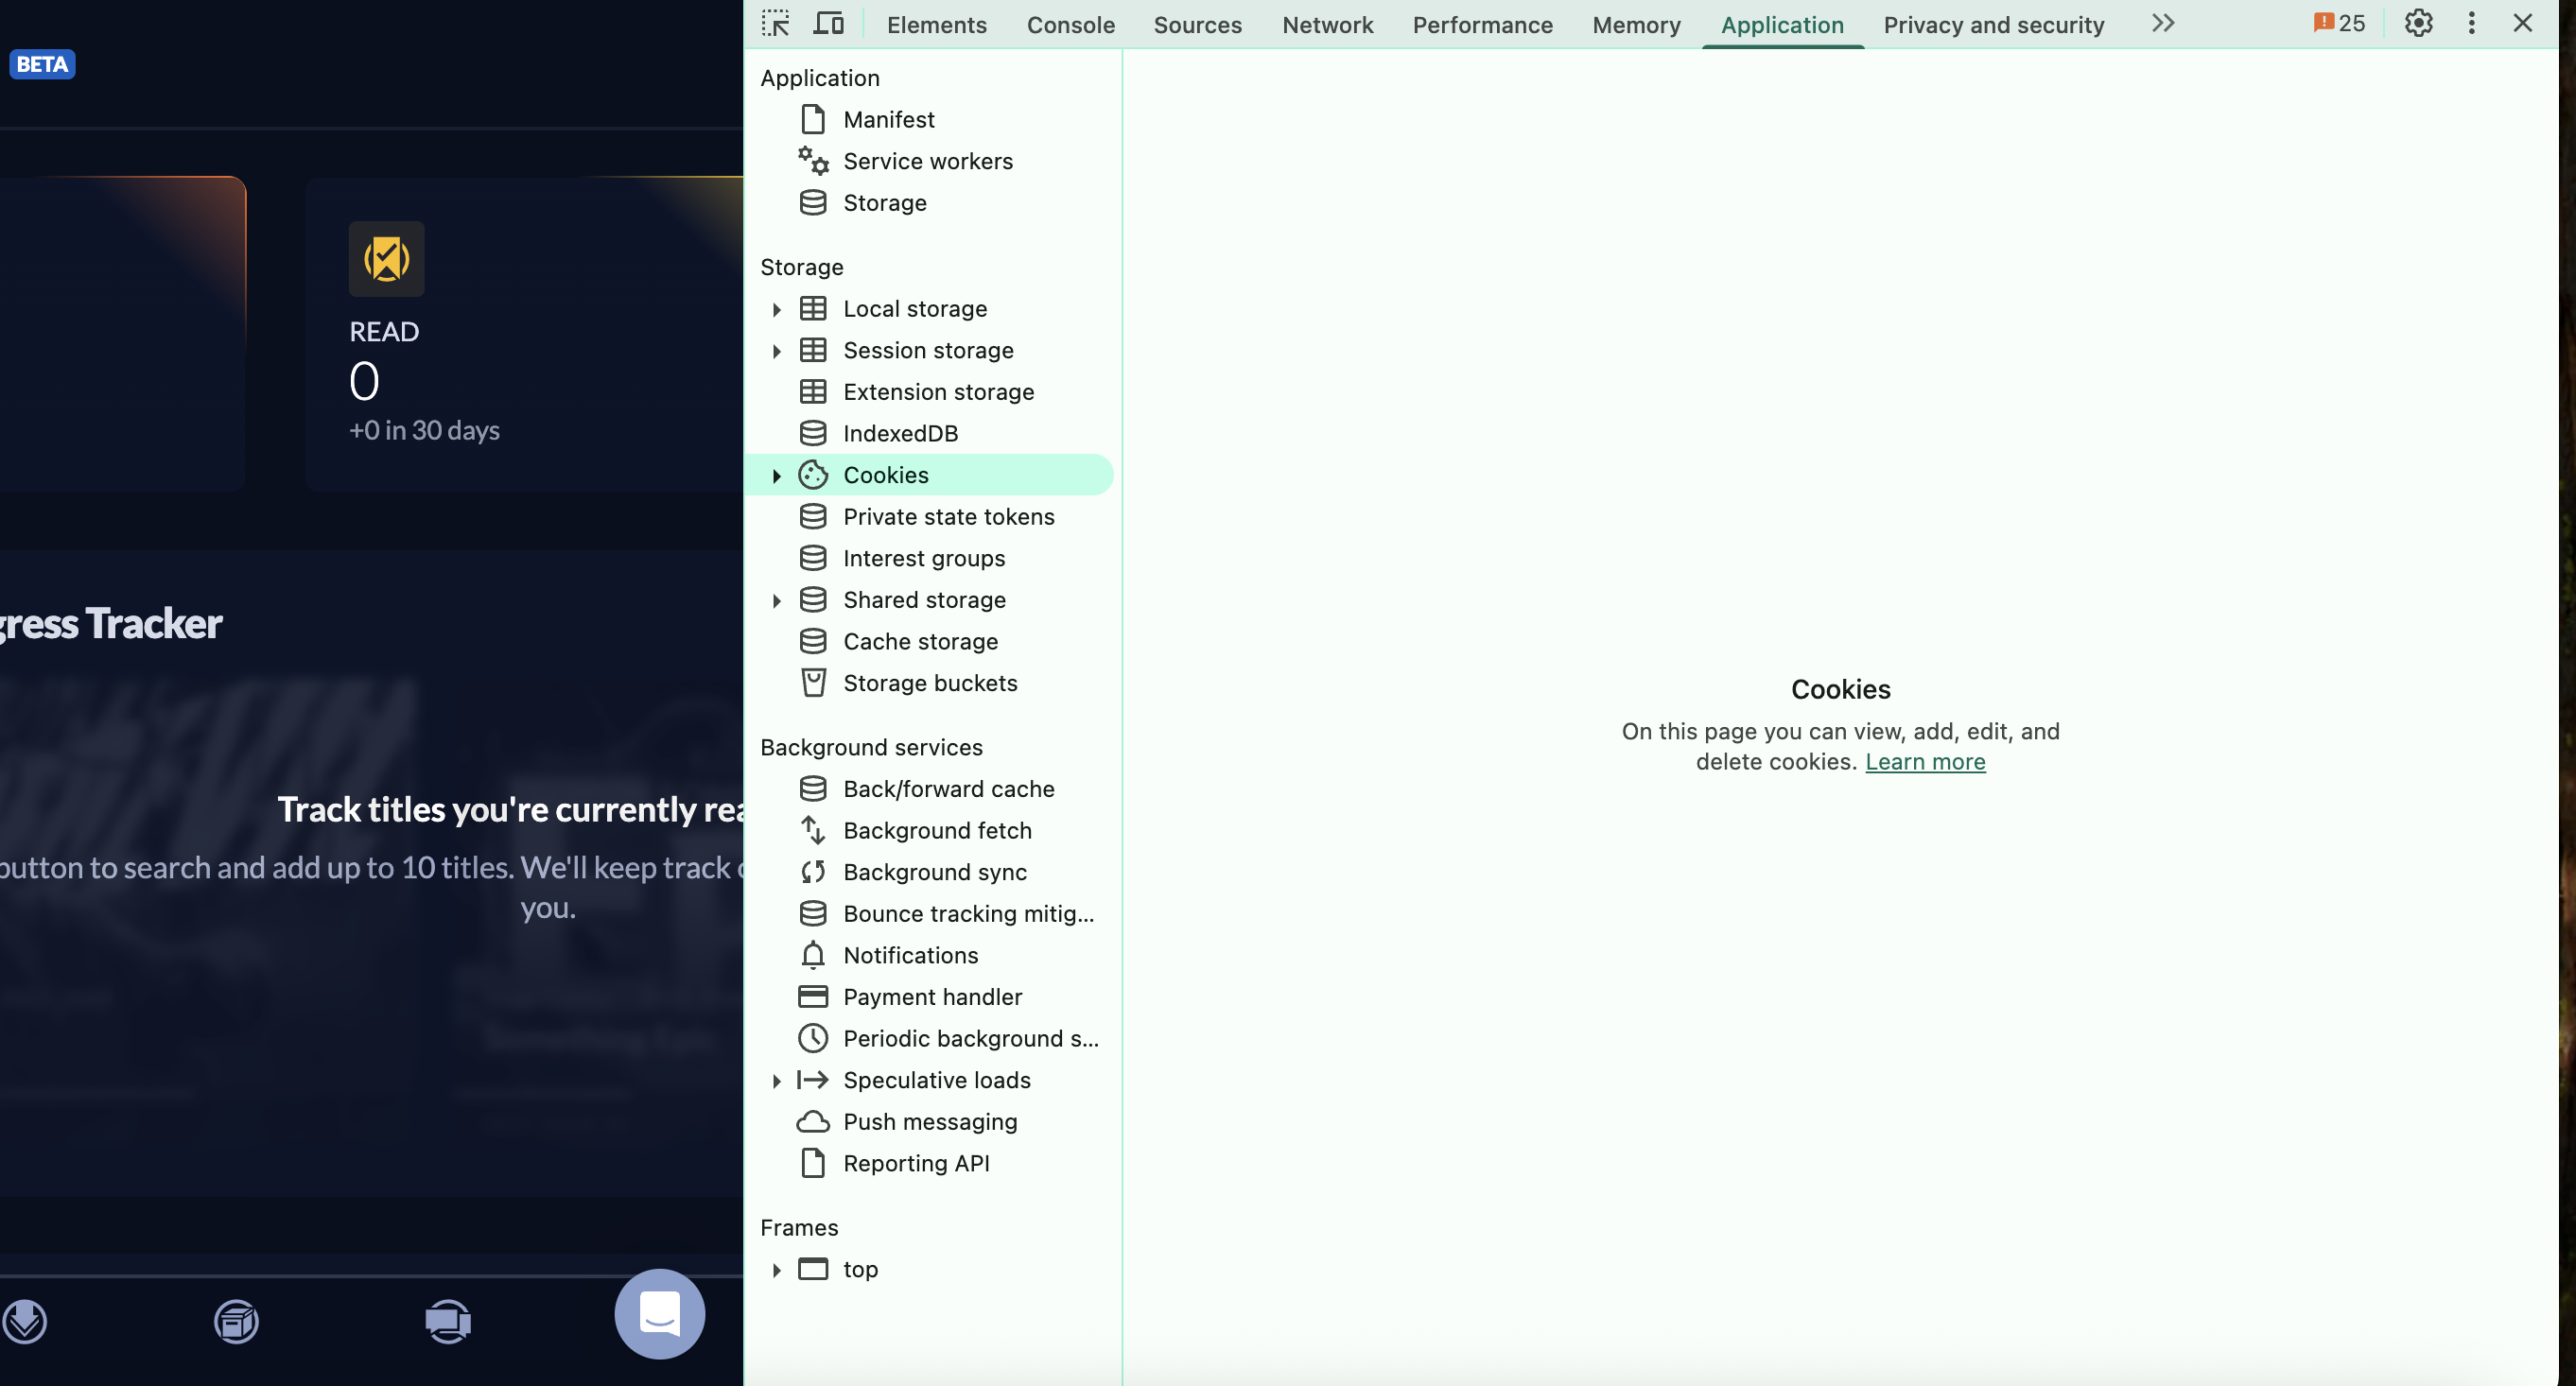 BETA
READ
0
+0 in 30 days
gress Tracker
Track titles you're currently rea
button to search and add up to 10 titles. We'll keep track
you.
Elements Console Sources Network Performance Memory Application Privacy and security 25
Application
Manifest
Service workers
Storage
Storage
Local storage
Session storage
Extension storage
IndexedDB
Cookies
Private state tokens
Interest groups
Shared storage
Cache storage
Storage buckets
Background services
Back/forward cache
Background fetch
Background sync
Bounce tracking mitig...
Notifications
Payment handler
Periodic background s...
Speculative loads
Push messaging
Reporting API
Frames
top
Cookies
On this page you can view, add, edit, and
delete cookies. Learn more